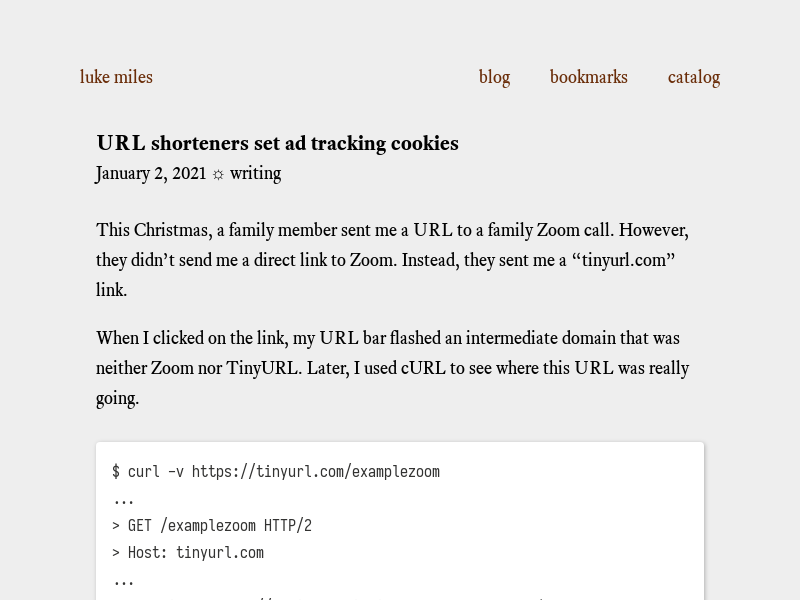 luke miles
blog bookmarks catalog
URL shorteners set ad tracking cookies
January 2, 2021 ☼ writing
This Christmas, a family member sent me a URL to a family Zoom call. However,
they didn’t send me a direct link to Zoom. Instead, they sent me a “tinyurl.com”
link.
When I clicked on the link, my URL bar flashed an intermediate domain that was
neither Zoom nor TinyURL. Later, I used cURL to see where this URL was really
going.
$ curl -v https://tinyurl.com/examplezoom
...
> GET /examplezoom HTTP/2
> Host: tinyurl.com
...